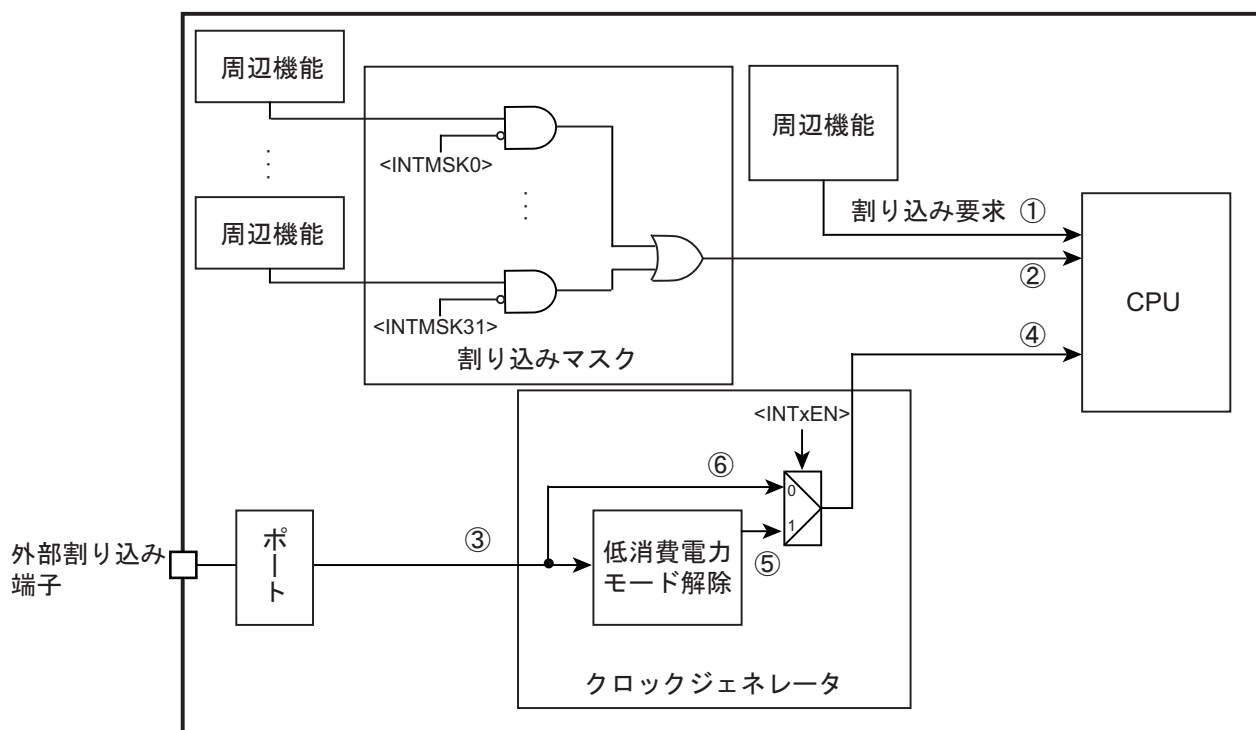 周辺機能
周辺機能
<INTMSK0>
周辺機能
割り込み要求 ①
②
<INTMSK31>
割り込みマスク
CPU
④
<INTxEN>
⑥
0
1
外部割り込み
端子
ポート
③
低消費電力
モード解除
⑤
クロックジェネレータ